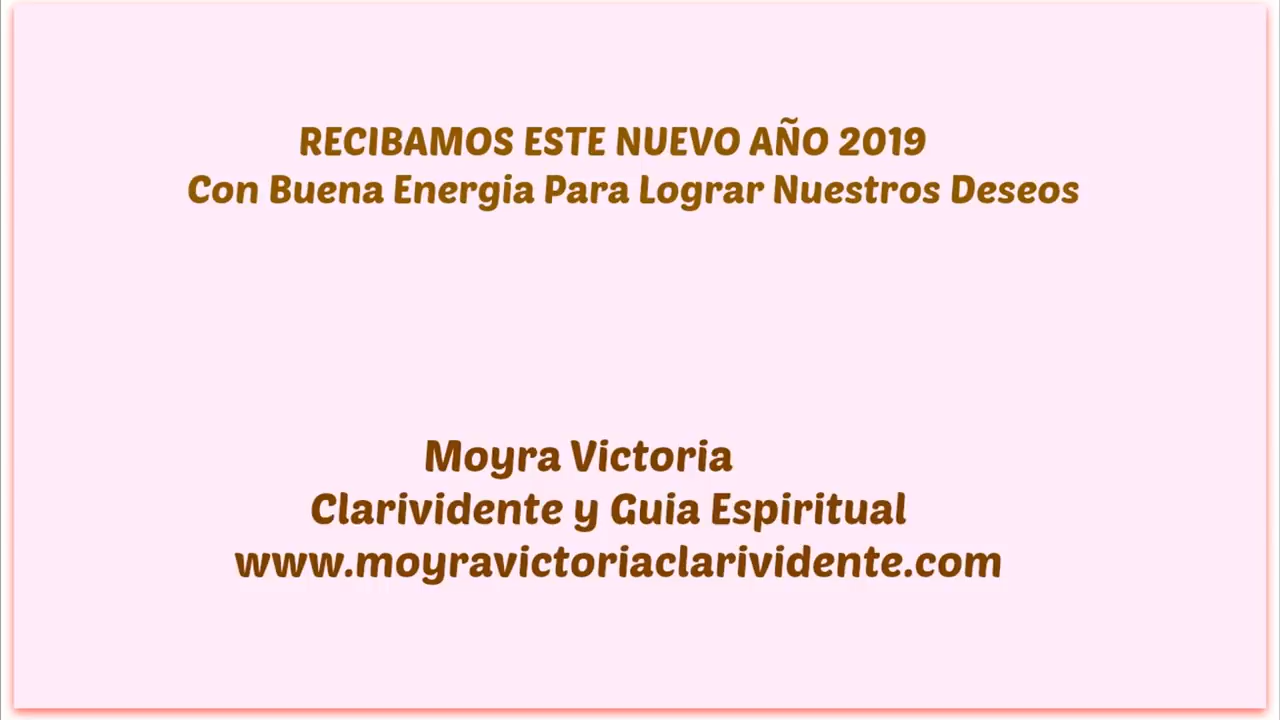 RECIBAMOS ESTE NUEVO AÑO 2019
Con Buena Energia Para Lograr Nuestros Deseos
Moyra Victoria
Clarividente y Guia Espiritual
www.moyravictoriaclarividente.com